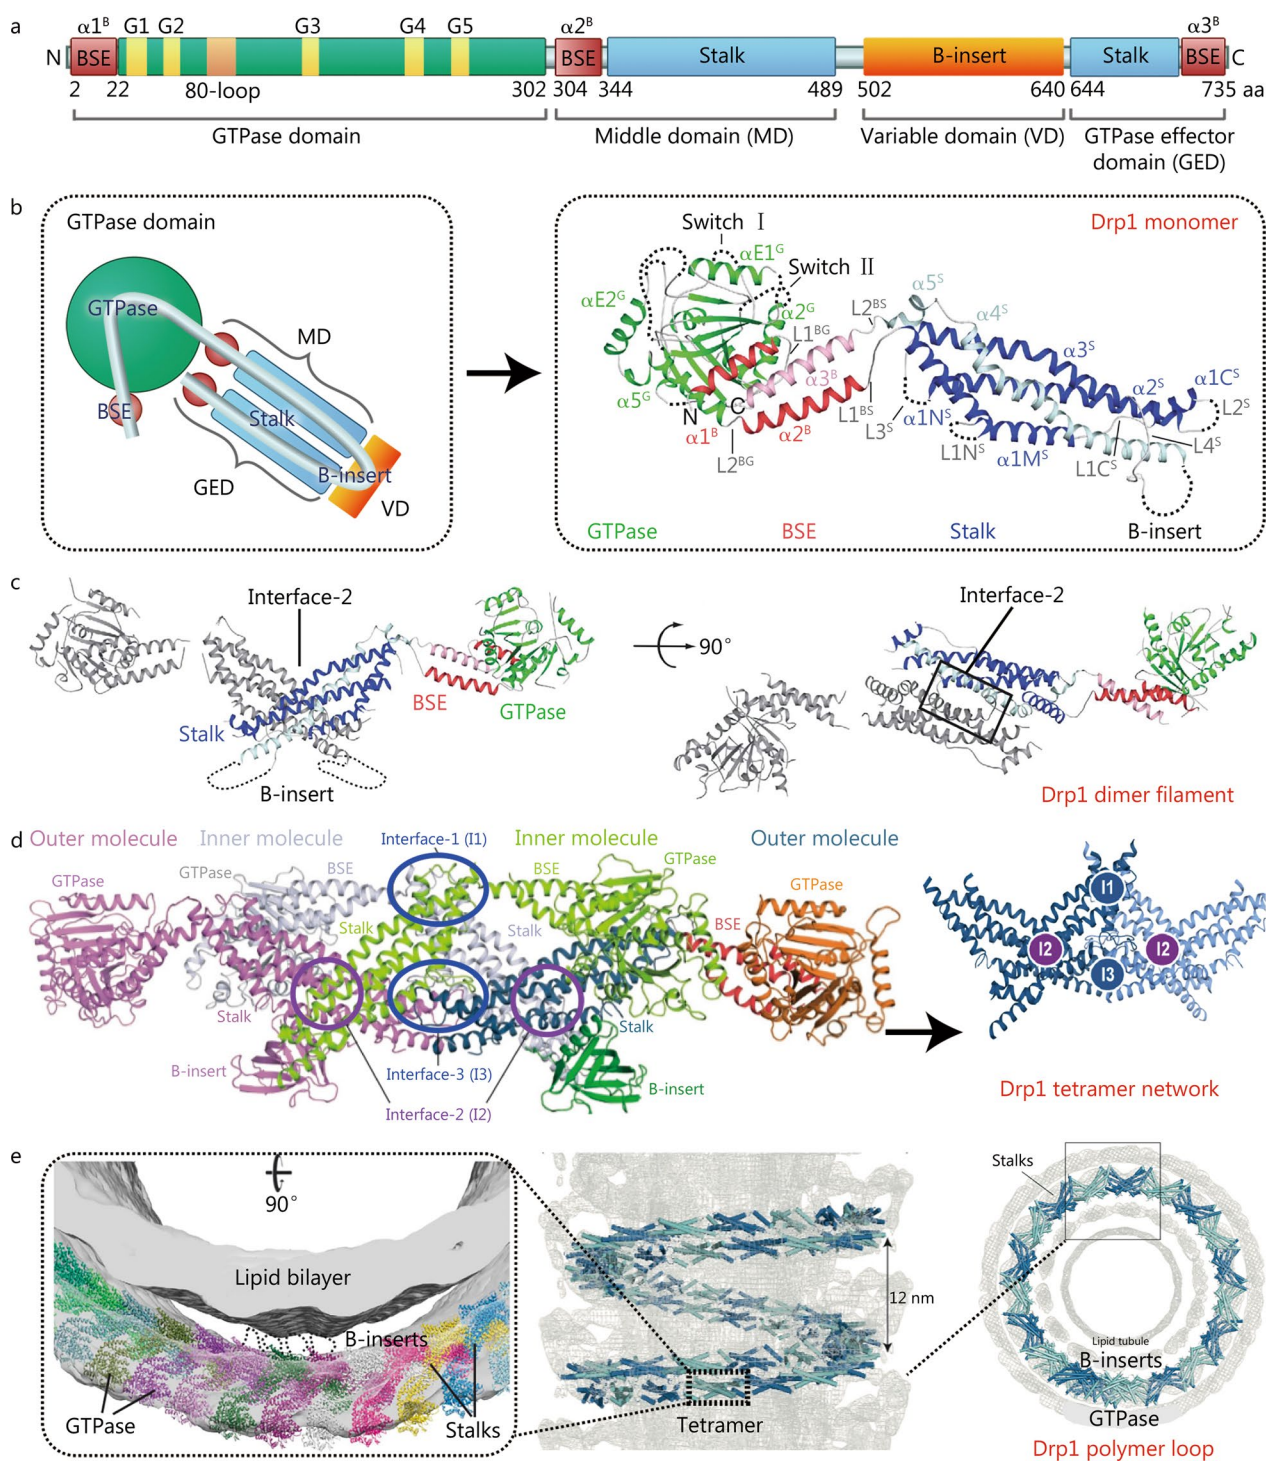 a
α1ᴮ G1 G2 G3 G4 G5 α2ᴮ α3ᴮ
N BSE BSE Stalk B-insert Stalk BSE C
2 22 80-loop 302 304 344 489 502 640 644 735 aa
GTPase domain Middle domain (MD) Variable domain (VD) GTPase effector
domain (GED)
b
GTPase domain
GTPase
MD
BSE
Stalk
B-insert
GED
VD
Switch Ⅰ
Drp1 monomer
αE1ᴳ
Switch Ⅱ
αE2ᴳ
α2ᴳ
L2ᴮˢ
α5ˢ
α4ˢ
L1ᴮᴳ
α3ˢ
α3ᴮ
α2ˢ
α1Cˢ
α5ᴳ
N
C
L1ᴮˢ
L3ˢ
α1Nˢ
L2ˢ
α1ᴮ
α2ᴮ
L2ᴮᴳ
L1Nˢ
α1Mˢ
L1Cˢ
L4ˢ
GTPase
BSE
Stalk
B-insert
c
Interface-2
90°
Interface-2
BSE
GTPase
Stalk
B-insert
Drp1 dimer filament
d
Outer molecule Inner molecule Interface-1 (I1) Inner molecule Outer molecule
GTPase
GTPase
BSE
BSE
GTPase
GTPase
Stalk
Stalk
BSE
Stalk
Stalk
B-insert
Interface-3 (I3)
B-insert
Interface-2 (I2)
I1
I2
I2
I3
Drp1 tetramer network
e
90°
Lipid bilayer
B-inserts
GTPase
Stalks
12 nm
Tetramer
Stalks
Lipid tubule
B-inserts
GTPase
Drp1 polymer loop